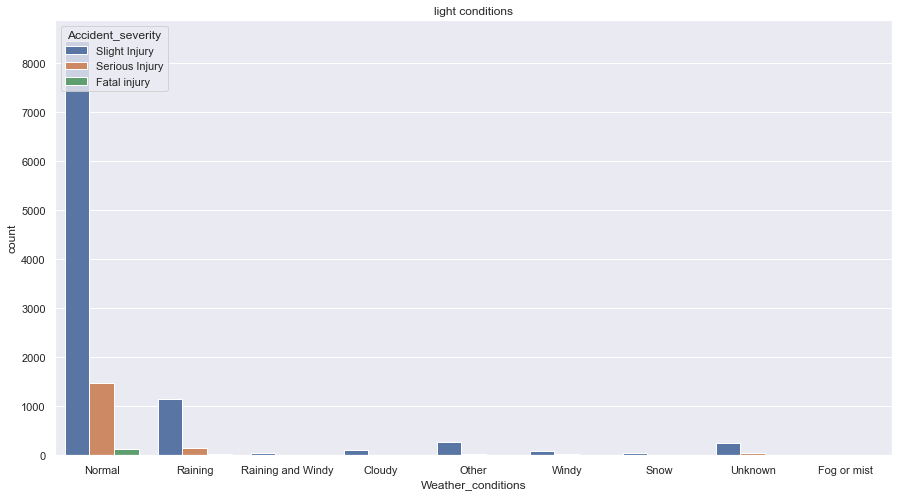 light conditions
Accident_severity
Slight Injury
Serious Injury
Fatal injury
8000
7000
6000
5000
4000
3000
2000
1000
0
count
Normal Raining Raining and Windy Cloudy Other Windy Snow Unknown Fog or mist
Weather_conditions